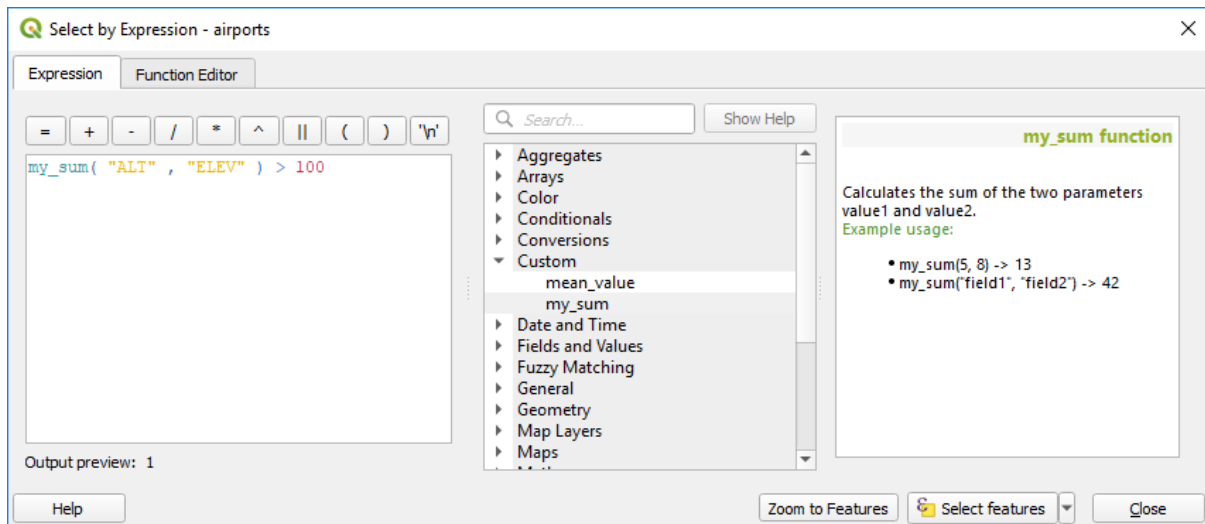 Select by Expression - airports
Expression
Function Editor
= + - / * ^ || ( ) '\n'
my_sum( "ALT" , "ELEV" ) > 100
Output preview: 1
Search...
Show Help
Aggregates
Arrays
Color
Conditionals
Conversions
Custom
mean_value
my_sum
Date and Time
Fields and Values
Fuzzy Matching
General
Geometry
Map Layers
Maps
my_sum function
Calculates the sum of the two parameters
value1 and value2.
Example usage:
my_sum(5, 8) -> 13
my_sum("field1", "field2") -> 42
Help
Zoom to Features
Select features
Close